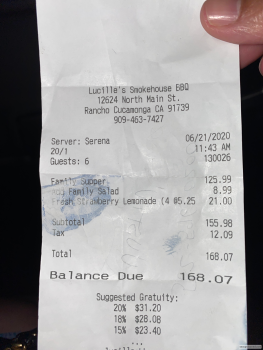 Lucille's Smokehouse BBQ
12624 North Main St.
Rancho Cucamonga CA 91739
909-463-7427
Server: Serena 06/21/2020
20/1 11:43 AM
Guests: 6 130026
Family Supper 125.99
Family Salad 8.99
Fresh Strawberry Lemonade (4 @5.25 21.00
Subtotal 155.98
Tax 12.09
Total 168.07
Balance Due 168.07
Suggested Gratuity:
20% $31.20
18% $28.08
15% $23.40
...